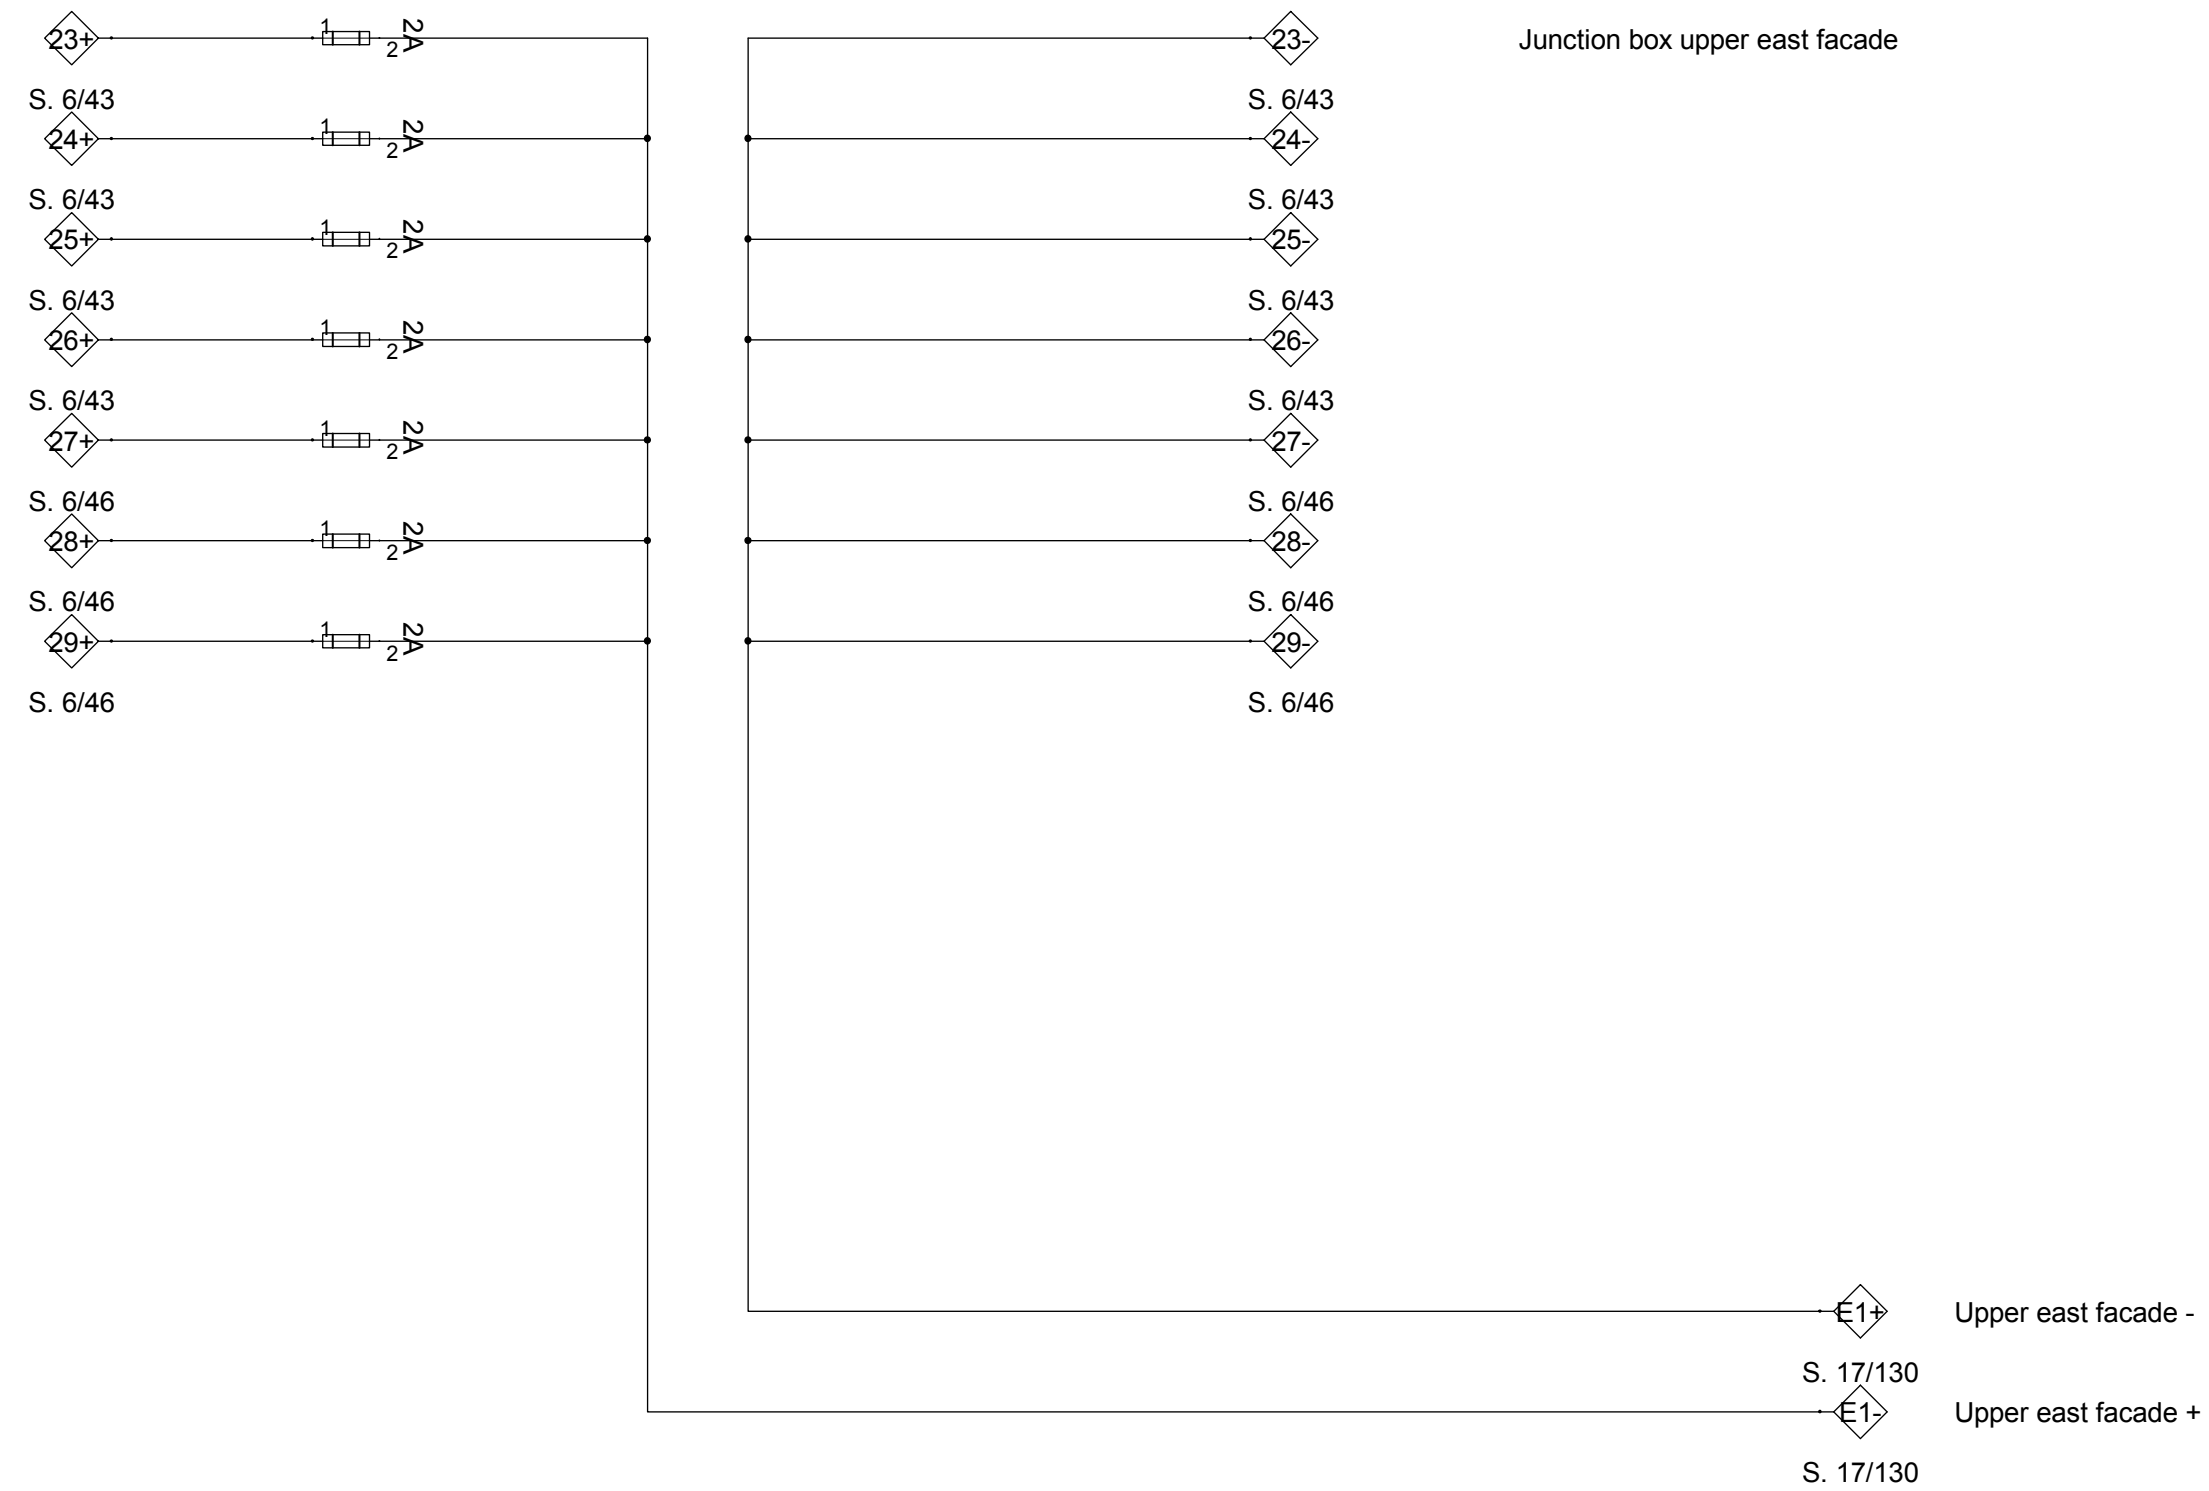 23+ 1 2 2A 23- Junction box upper east facade
S. 6/43 S. 6/43
24+ 1 2 2A 24-
S. 6/43 S. 6/43
25+ 1 2 2A 25-
S. 6/43 S. 6/43
26+ 1 2 2A 26-
S. 6/43 S. 6/43
27+ 1 2 2A 27-
S. 6/46 S. 6/46
28+ 1 2 2A 28-
S. 6/46 S. 6/46
29+ 1 2 2A 29-
S. 6/46 S. 6/46
E1+ Upper east facade -
S. 17/130
E1- Upper east facade +
S. 17/130